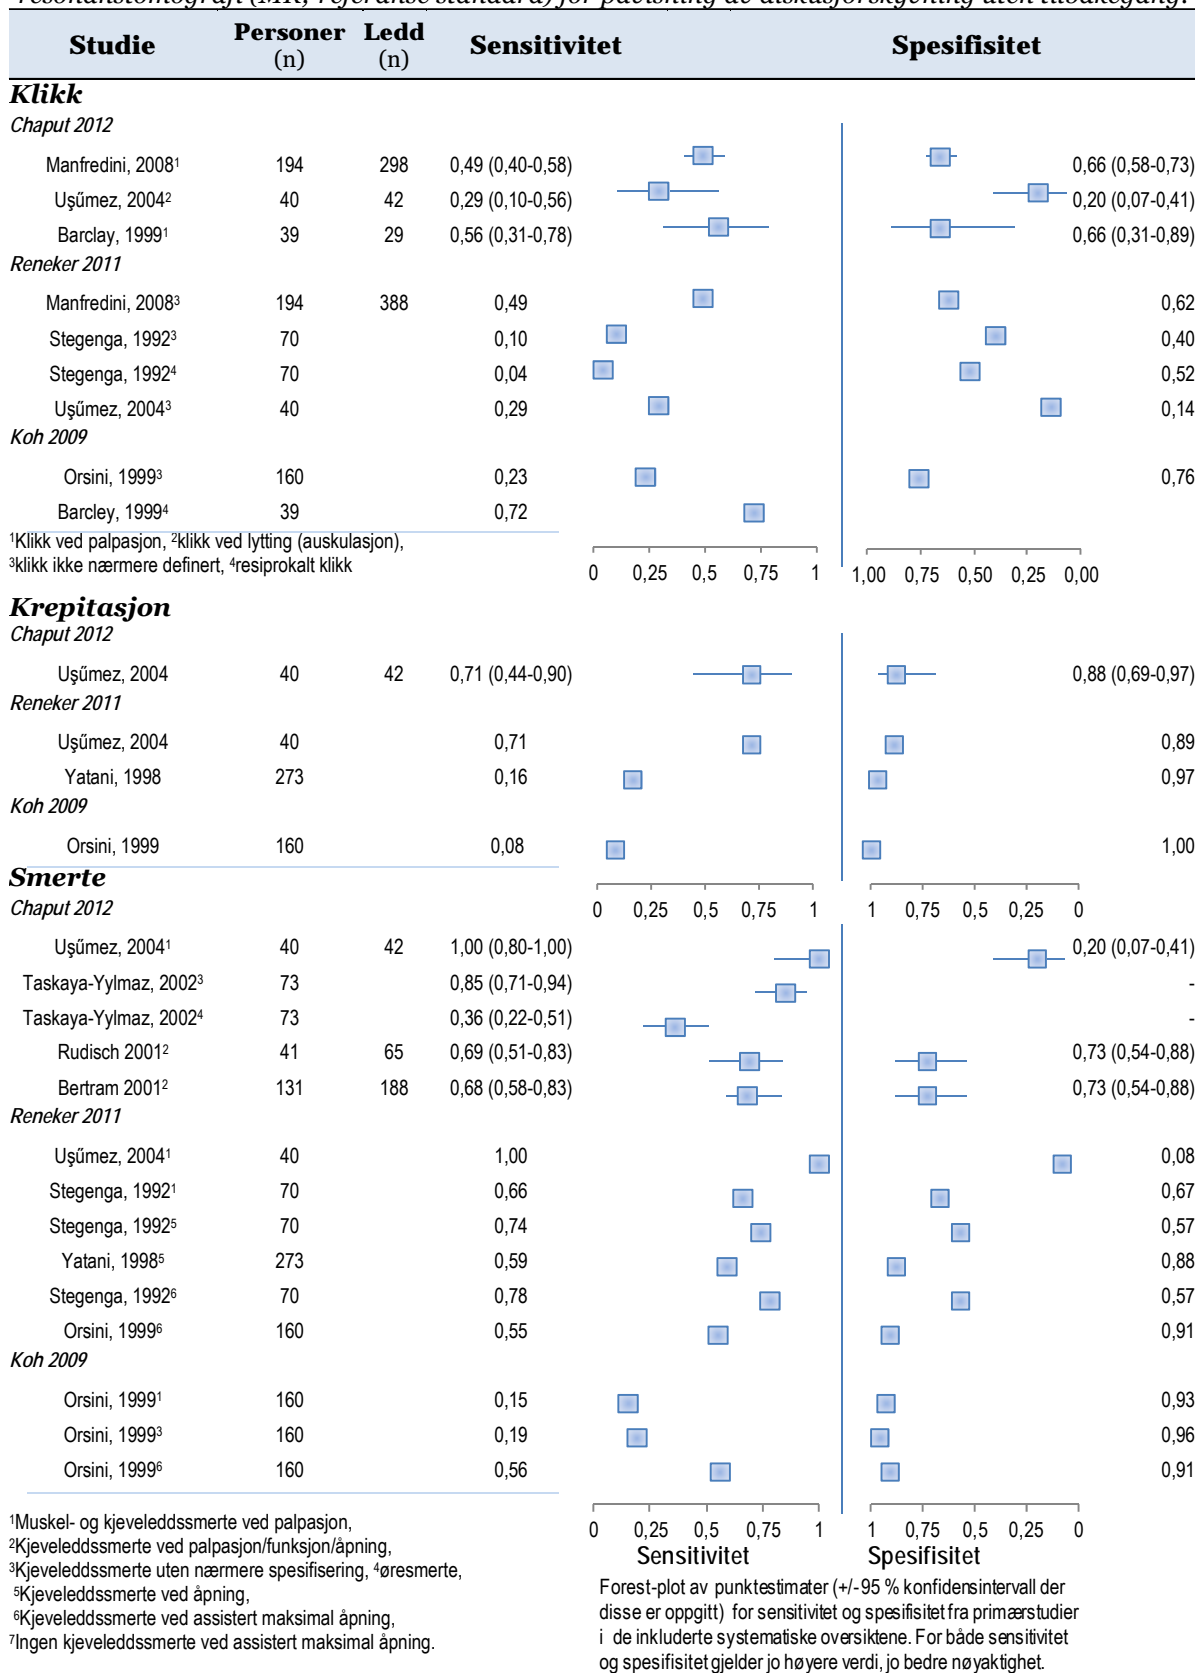 resonanstomografi (MR, referanse standard) for påvisning av diskusforskyvning uten tilbakegang.
Studie Personer (n) Ledd (n) Sensitivitet Spesifisitet
Klikk
Chaput 2012
Manfredini, 2008¹ 194 298 0,49 (0,40-0,58) 0,66 (0,58-0,73)
Uşűmez, 2004² 40 42 0,29 (0,10-0,56) 0,20 (0,07-0,41)
Barclay, 1999¹ 39 29 0,56 (0,31-0,78) 0,66 (0,31-0,89)
Reneker 2011
Manfredini, 2008³ 194 388 0,49 0,62
Stegenga, 1992³ 70 0,10 0,40
Stegenga, 1992⁴ 70 0,04 0,52
Uşűmez, 2004³ 40 0,29 0,14
Koh 2009
Orsini, 1999³ 160 0,23 0,76
Barcley, 1999⁴ 39 0,72
¹Klikk ved palpasjon, ²klikk ved lytting (auskulasjon),
³klikk ikke nærmere definert, ⁴resiprokalt klikk
0 0,25 0,5 0,75 1 1,00 0,75 0,50 0,25 0,00
Krepitasjon
Chaput 2012
Uşűmez, 2004 40 42 0,71 (0,44-0,90) 0,88 (0,69-0,97)
Reneker 2011
Uşűmez, 2004 40 0,71 0,89
Yatani, 1998 273 0,16 0,97
Koh 2009
Orsini, 1999 160 0,08 1,00
Smerte
Chaput 2012
0 0,25 0,5 0,75 1 1 0,75 0,5 0,25 0
Uşűmez, 2004¹ 40 42 1,00 (0,80-1,00) 0,20 (0,07-0,41)
Taskaya-Yylmaz, 2002³ 73 0,85 (0,71-0,94) -
Taskaya-Yylmaz, 2002⁴ 73 0,36 (0,22-0,51) -
Rudisch 2001² 41 65 0,69 (0,51-0,83) 0,73 (0,54-0,88)
Bertram 2001² 131 188 0,68 (0,58-0,83) 0,73 (0,54-0,88)
Reneker 2011
Uşűmez, 2004¹ 40 1,00 0,08
Stegenga, 1992¹ 70 0,66 0,67
Stegenga, 1992⁵ 70 0,74 0,57
Yatani, 1998⁵ 273 0,59 0,88
Stegenga, 1992⁶ 70 0,78 0,57
Orsini, 1999⁶ 160 0,55 0,91
Koh 2009
Orsini, 1999¹ 160 0,15 0,93
Orsini, 1999³ 160 0,19 0,96
Orsini, 1999⁶ 160 0,56 0,91
0 0,25 0,5 0,75 1 1 0,75 0,5 0,25 0
Sensitivitet Spesifisitet
¹Muskel- og kjeveleddssmerte ved palpasjon,
²Kjeveleddssmerte ved palpasjon/funksjon/åpning,
³Kjeveleddssmerte uten nærmere spesifisering, ⁴øresmerte,
⁵Kjeveleddssmerte ved åpning,
⁶Kjeveleddssmerte ved assistert maksimal åpning,
⁷Ingen kjeveleddssmerte ved assistert maksimal åpning.
Forest-plot av punktestimater (+/-95 % konfidensintervall der
disse er oppgitt) for sensitivitet og spesifisitet fra primærstudier
i de inkluderte systematiske oversiktene. For både sensitivitet
og spesifisitet gjelder jo høyere verdi, jo bedre nøyaktighet.